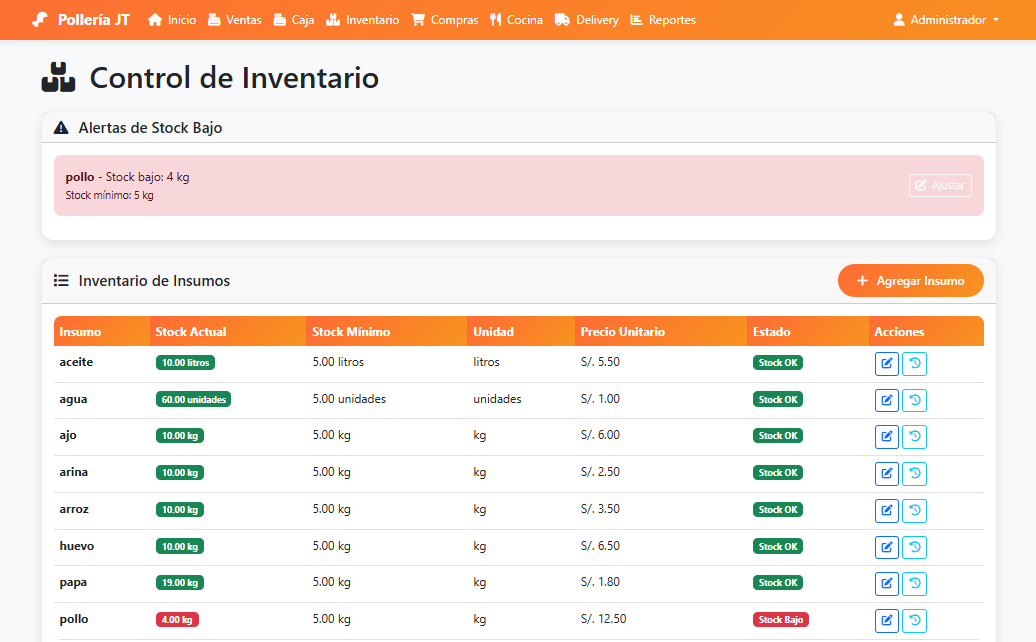 Pollería JT Inicio Ventas Caja Inventario Compras Cocina Delivery Reportes Administrador
Control de Inventario
Alertas de Stock Bajo
pollo - Stock bajo: 4 kg
Stock mínimo: 5 kg
Ajustar
Inventario de Insumos
Agregar Insumo
Insumo Stock Actual Stock Mínimo Unidad Precio Unitario Estado Acciones
aceite 10.00 litros 5.00 litros litros S/. 5.50 Stock OK
agua 60.00 unidades 5.00 unidades unidades S/. 1.00 Stock OK
ajo 10.00 kg 5.00 kg kg S/. 6.00 Stock OK
arina 10.00 kg 5.00 kg kg S/. 2.50 Stock OK
arroz 10.00 kg 5.00 kg kg S/. 3.50 Stock OK
huevo 10.00 kg 5.00 kg kg S/. 6.50 Stock OK
papa 19.00 kg 5.00 kg kg S/. 1.80 Stock OK
pollo 4.00 kg 5.00 kg kg S/. 12.50 Stock Bajo